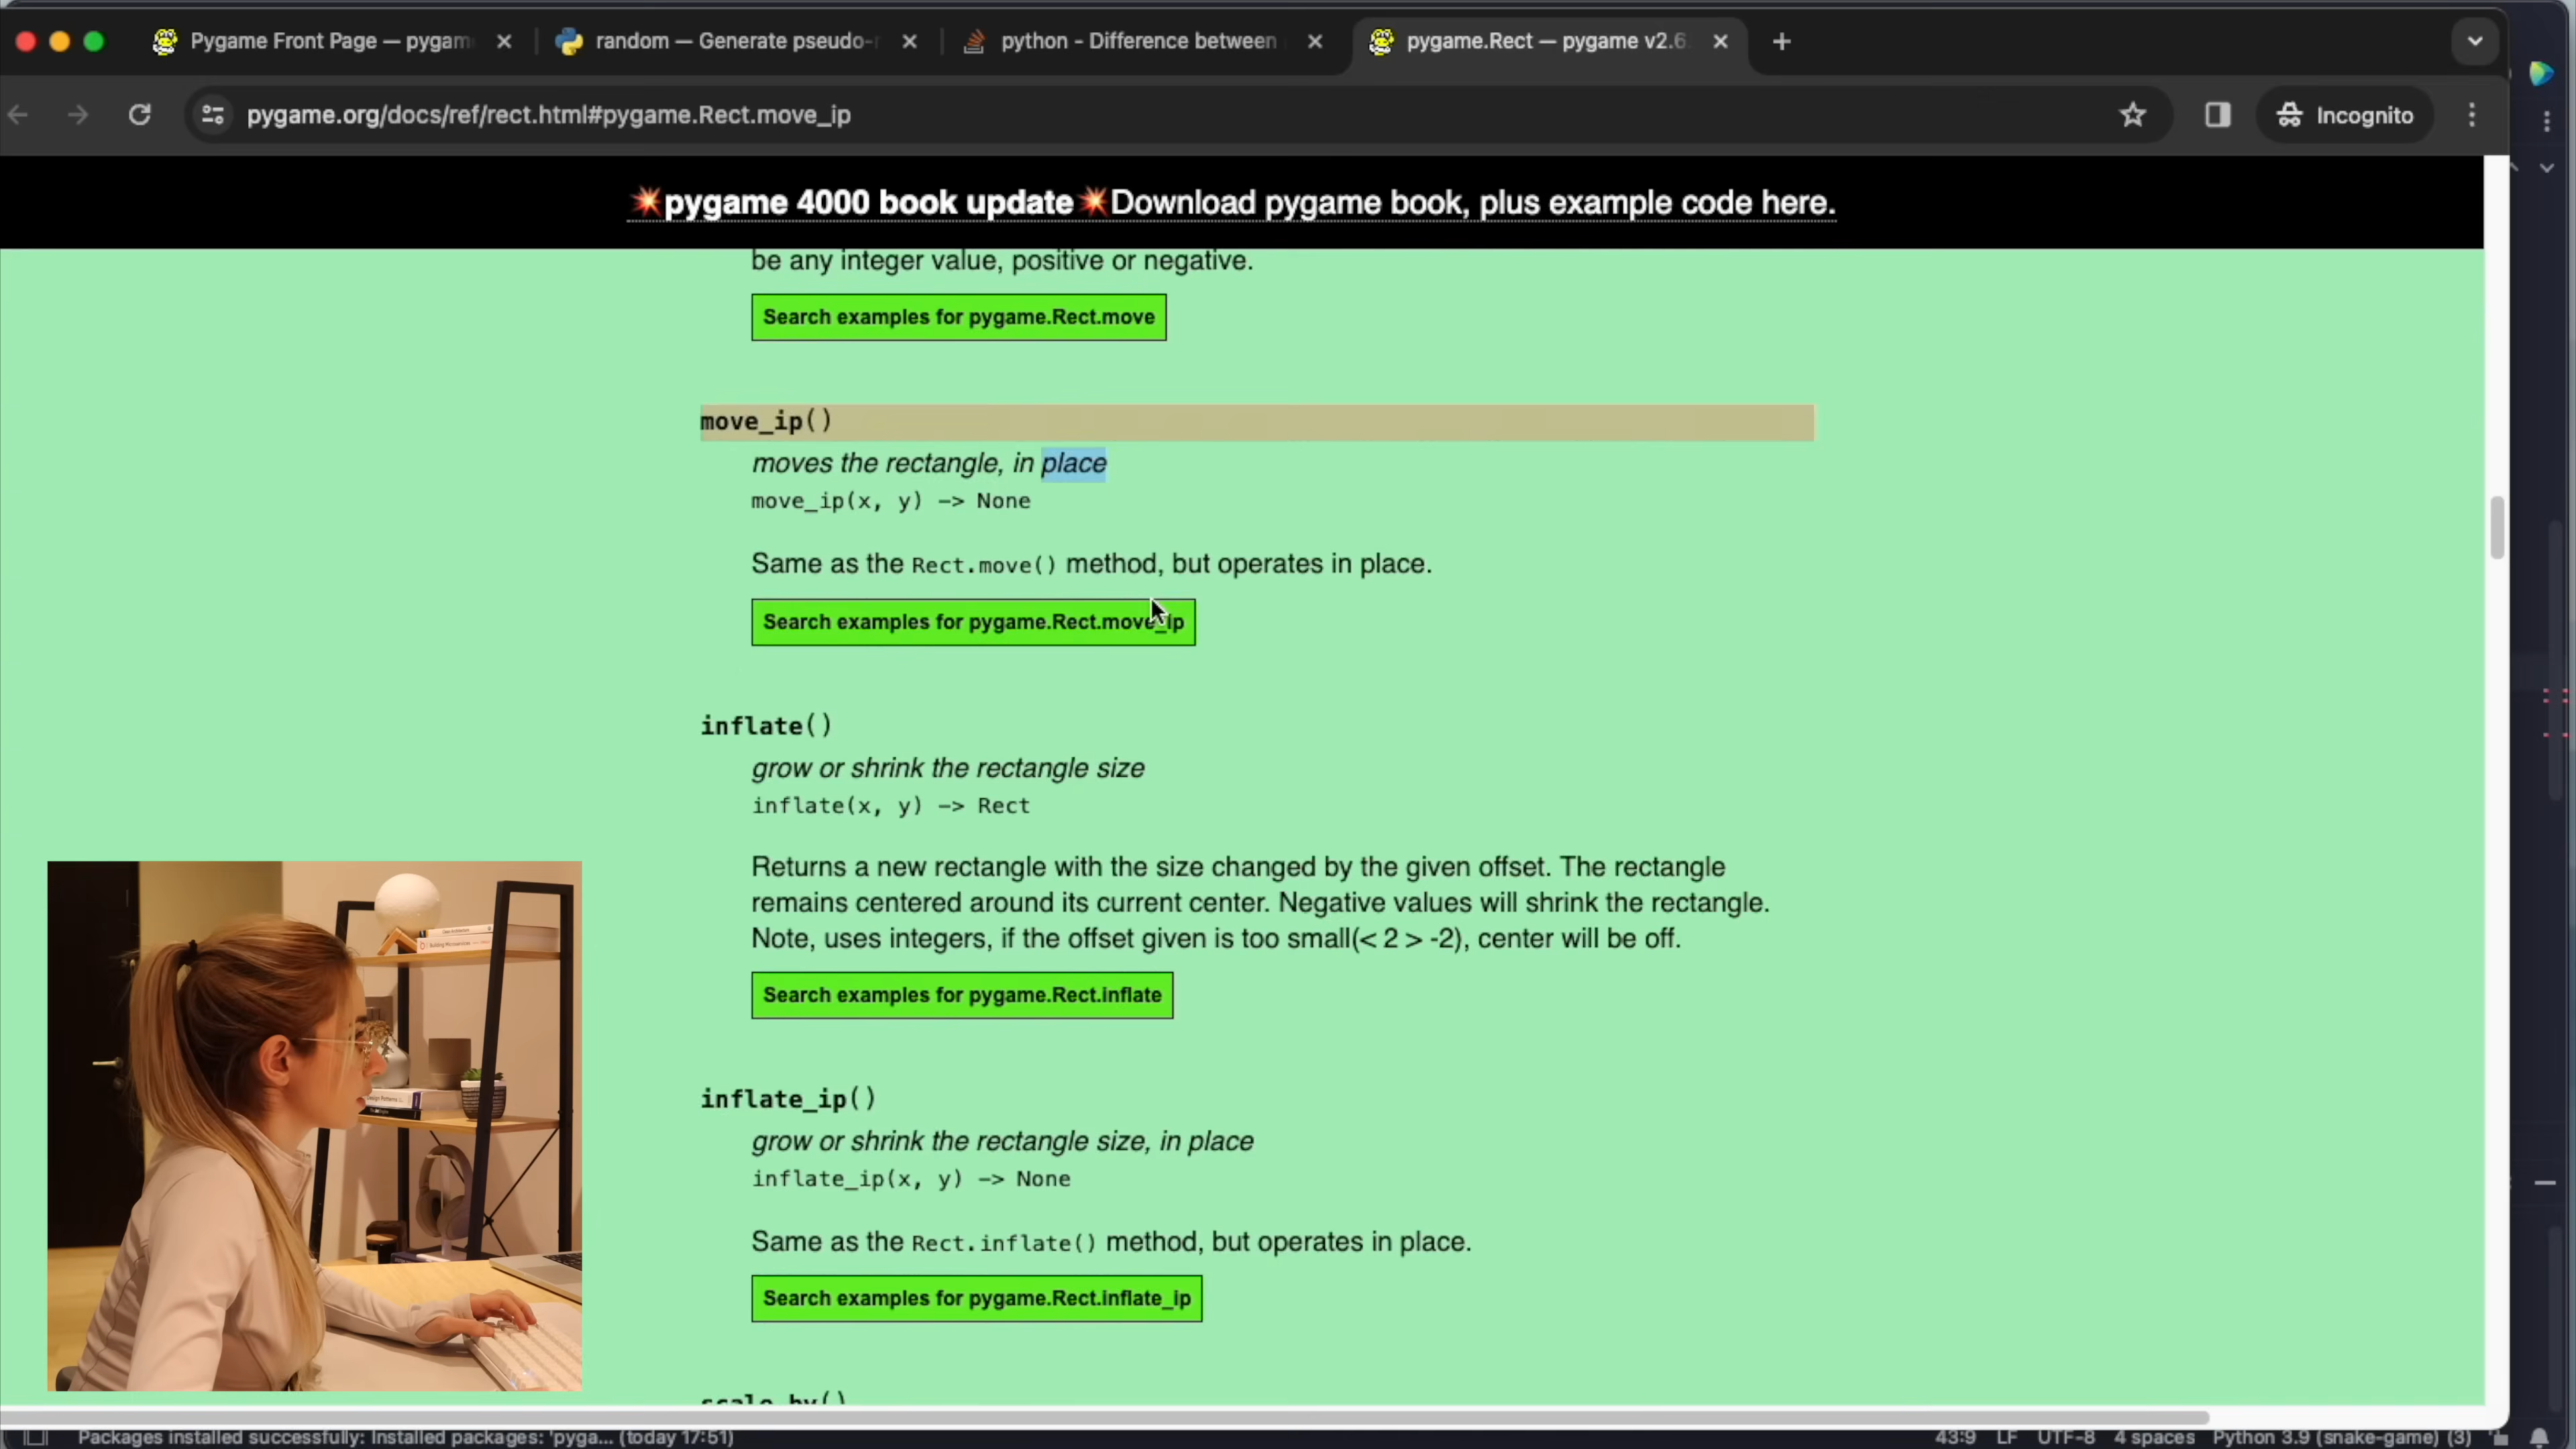 Pygame Front Page — pygam
random — Generate pseudo-r
python - Difference between
pygame.Rect — pygame v2.6
pygame.org/docs/ref/rect.html#pygame.Rect.move_ip
Incognito
💥pygame 4000 book update💥Download pygame book, plus example code here.
be any integer value, positive or negative.
Search examples for pygame.Rect.move
move_ip()
moves the rectangle, in place
move_ip(x, y) -> None
Same as the Rect.move() method, but operates in place.
Search examples for pygame.Rect.move_ip
inflate()
grow or shrink the rectangle size
inflate(x, y) -> Rect
Returns a new rectangle with the size changed by the given offset. The rectangle
remains centered around its current center. Negative values will shrink the rectangle.
Note, uses integers, if the offset given is too small(< 2 > -2), center will be off.
Search examples for pygame.Rect.inflate
inflate_ip()
grow or shrink the rectangle size, in place
inflate_ip(x, y) -> None
Same as the Rect.inflate() method, but operates in place.
Search examples for pygame.Rect.inflate_ip
scale_by()
Packages installed successfully: Installed packages: 'pyga... (today 17:51)
43:9 LF UTF-8 4 spaces Python 3.9 (snake-game) (3)